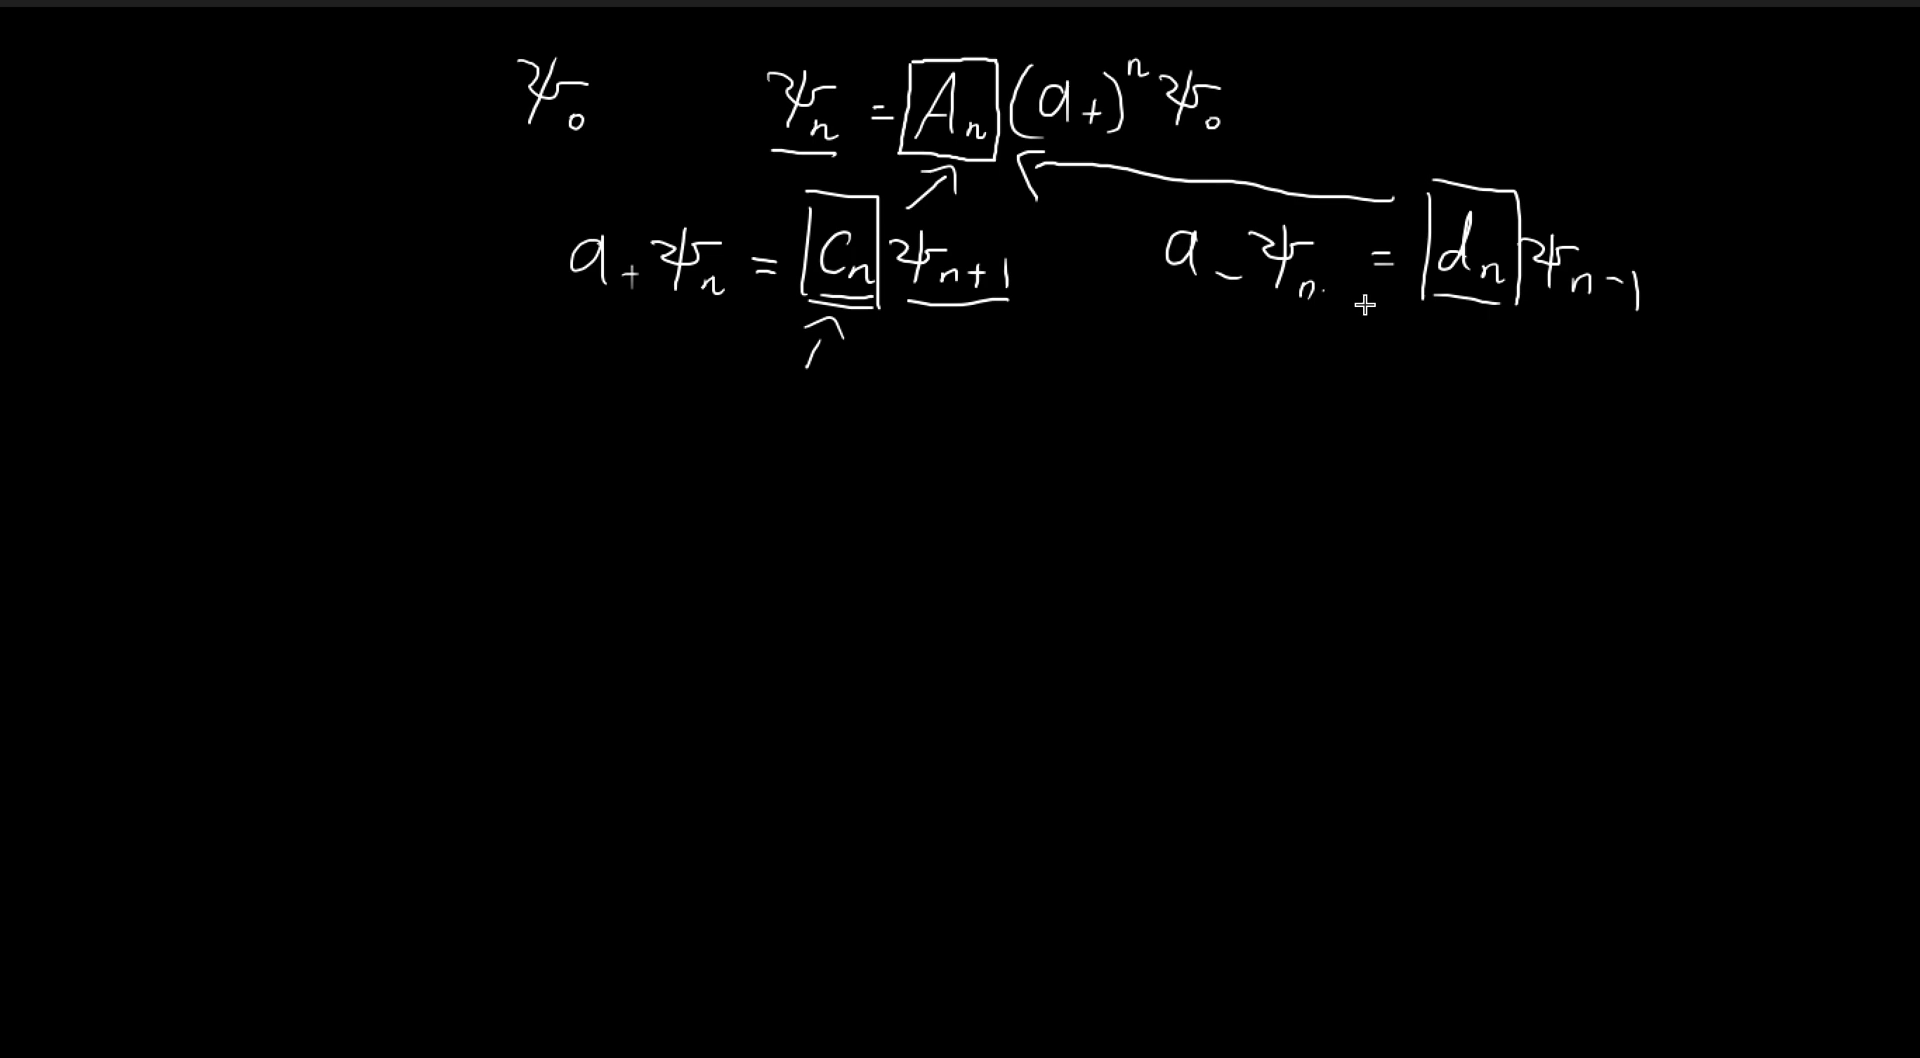 ψ₀ ψₙ = Aₙ (a₊)ⁿ ψ₀
a₊ ψₙ = cₙ ψₙ₊₁ a₋ ψₙ = dₙ ψₙ₋₁